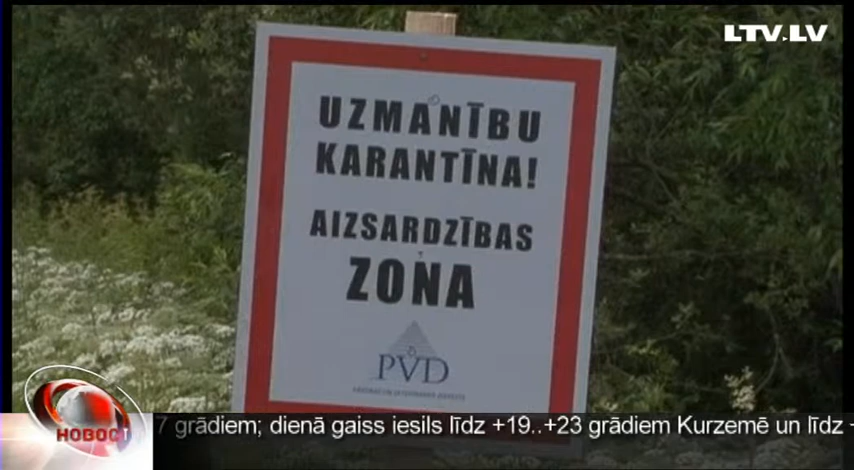 LTV.LV
UZMANĪBU
KARANTĪNA!
AIZSARDZĪBAS
ZONA
PVD
НОВОСТ
7 grādiem; dienā gaiss iesils līdz +19..+23 grādiem Kurzemē un līdz